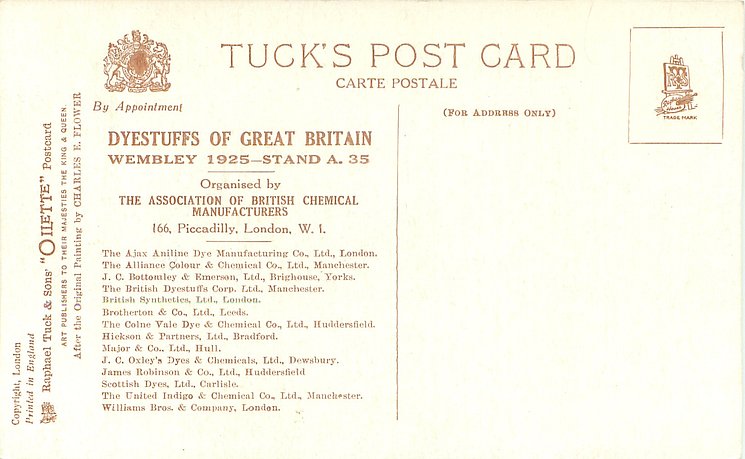 TUCK'S POST CARD
CARTE POSTALE
By Appointment
(FOR ADDRESS ONLY)
TRADE MARK
DYESTUFFS OF GREAT BRITAIN
WEMBLEY 1925—STAND A. 35
Organised by
THE ASSOCIATION OF BRITISH CHEMICAL
MANUFACTURERS
166, Piccadilly, London, W. 1.
The Ajax Aniline Dye Manufacturing Co., Ltd., London.
The Alliance Colour & Chemical Co., Ltd., Manchester.
J. C. Bottomley & Emerson, Ltd., Brighouse, Yorks.
The British Dyestuffs Corp. Ltd., Manchester.
British Synthetics, Ltd., London.
Brotherton & Co., Ltd., Leeds.
The Colne Vale Dye & Chemical Co., Ltd., Huddersfield.
Hickson & Partners, Ltd., Bradford.
Major & Co., Ltd., Hull.
J. C. Oxley's Dyes & Chemicals, Ltd., Dewsbury.
James Robinson & Co., Ltd., Huddersfield
Scottish Dyes, Ltd., Carlisle.
The United Indigo & Chemical Co., Ltd., Manchester.
Williams Bros. & Company, London.
Copyright, London
Printed in England
Raphael Tuck & Sons' "OILETTE" Postcard
ART PUBLISHERS TO THEIR MAJESTIES THE KING & QUEEN.
After the Original Painting by CHARLES E. FLOWER